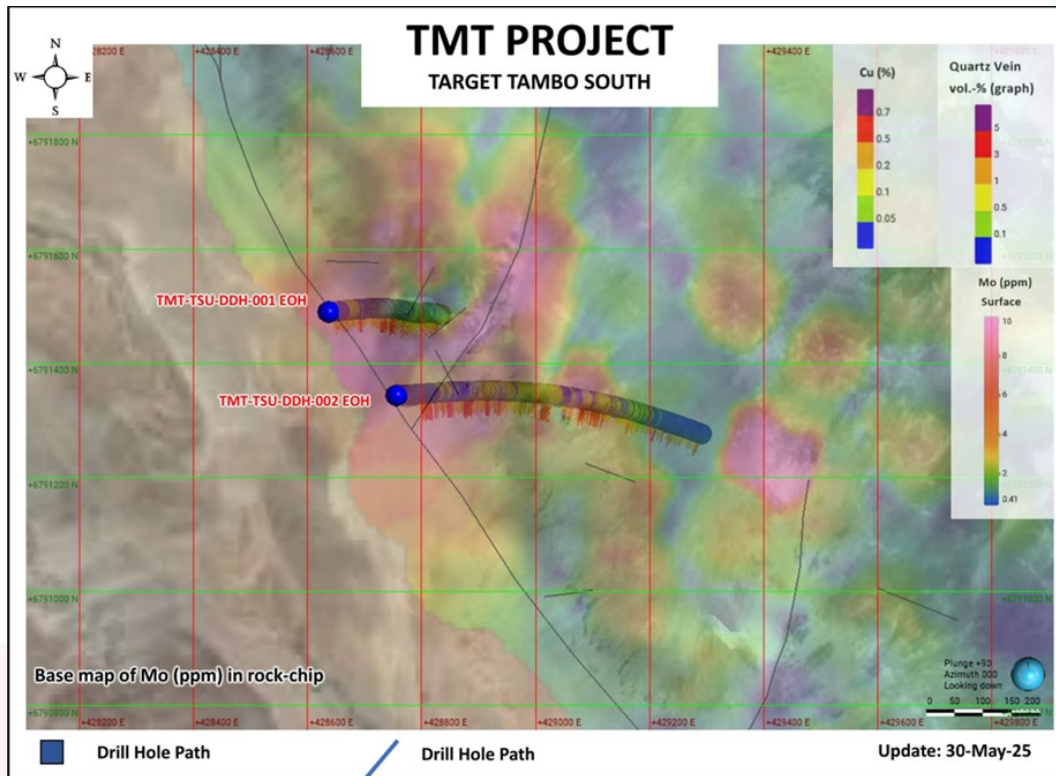 TMT PROJECT
TARGET TAMBO SOUTH
N
W
E
S
+428200 E
+428400 E
+428600 E
+429400 E
Cu (%)
0.7
0.5
0.2
0.1
0.05
Quartz Vein
vol.-% (graph)
5
3
1
0.5
0.1
Mo (ppm)
Surface
10
8
6
4
2
0.41
+6791800 N
+6791600 N
+6791600 N
TMT-TSU-DDH-001 EOH
+6791400 N
+6791400 N
TMT-TSU-DDH-002 EOH
+6791200 N
+6791000 N
+6791000 N
Base map of Mo (ppm) in rock-chip
Plunge +90
Azimuth 000
Looking down
0 50 100 150 200
+6790800 N
+428200 E
+428400 E
+428600 E
+428800 E
+429000 E
+429200 E
+429400 E
+429600 E
+429800 E
Drill Hole Path
Drill Hole Path
Update: 30-May-25